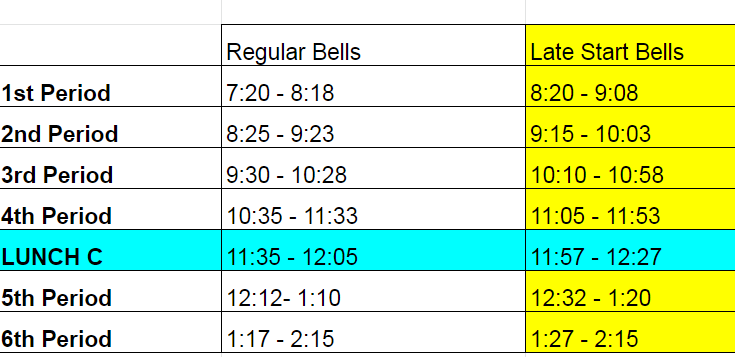 Regular Bells Late Start Bells
1st Period 7:20 - 8:18 8:20 - 9:08
2nd Period 8:25 - 9:23 9:15 - 10:03
3rd Period 9:30 - 10:28 10:10 - 10:58
4th Period 10:35 - 11:33 11:05 - 11:53
LUNCH C 11:35 - 12:05 11:57 - 12:27
5th Period 12:12- 1:10 12:32 - 1:20
6th Period 1:17 - 2:15 1:27 - 2:15